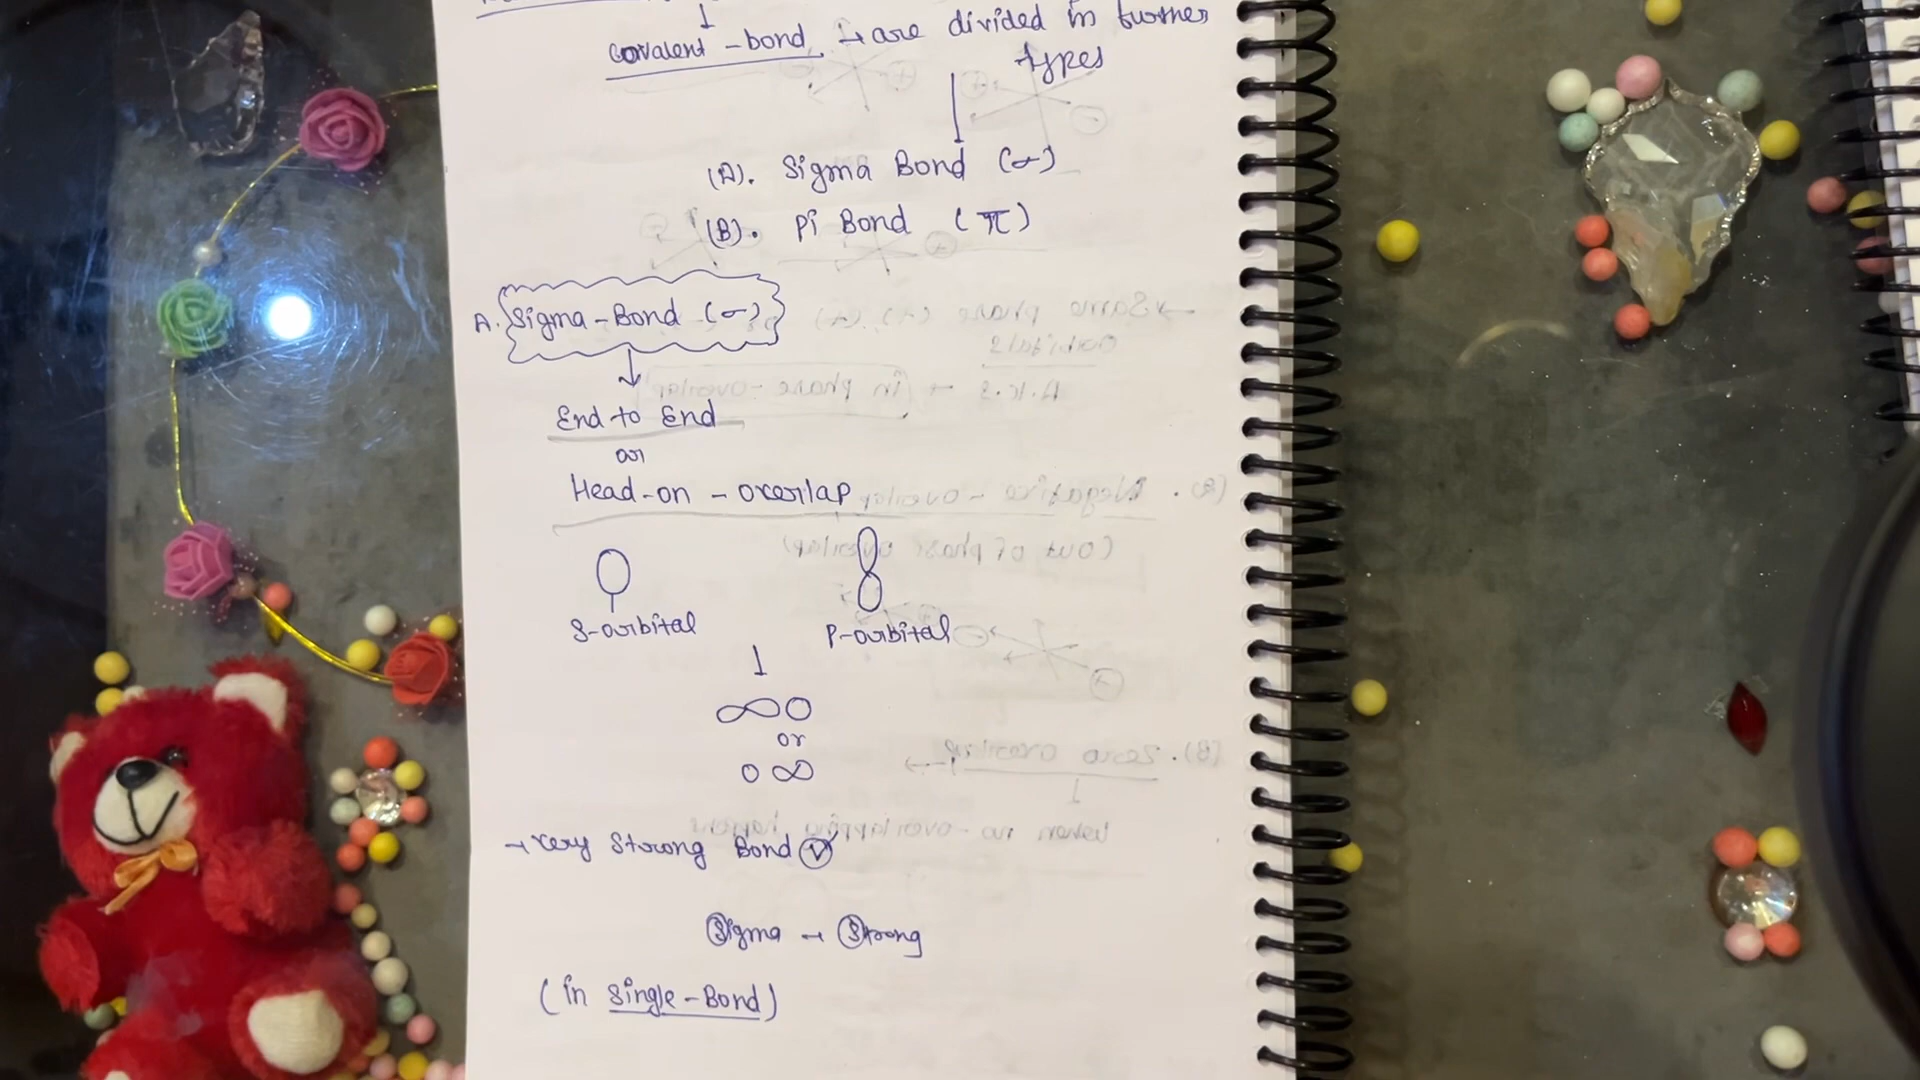 covalent-bond → are divided in further
types
(A). Sigma Bond (σ)
(B). Pi Bond (π)
A. Sigma-Bond (σ)
End to End
or
Head-on-overlap
S-orbital
P-orbital
or
→ very Strong Bond
Sigma → Strong
(in Single-Bond)